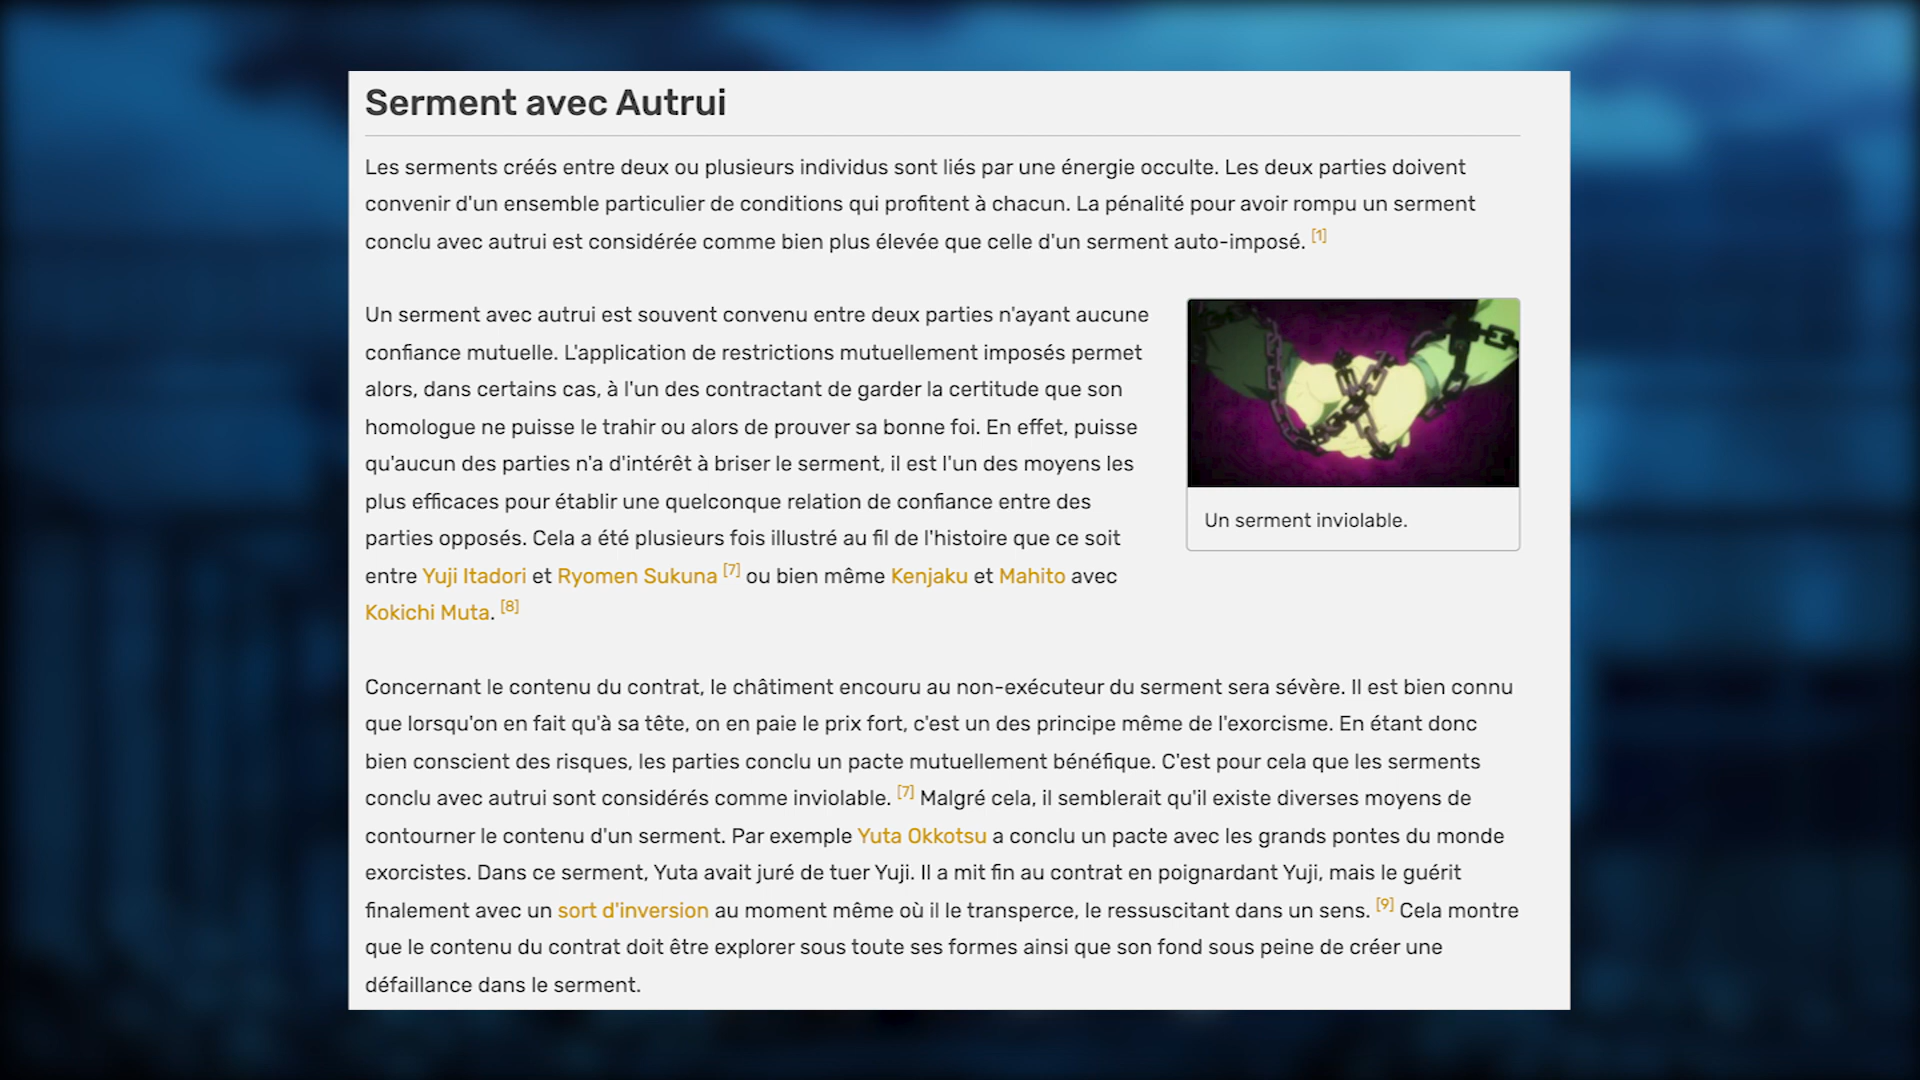 Serment avec Autrui
Les serments créés entre deux ou plusieurs individus sont liés par une énergie occulte. Les deux parties doivent
convenir d'un ensemble particulier de conditions qui profitent à chacun. La pénalité pour avoir rompu un serment
conclu avec autrui est considérée comme bien plus élevée que celle d'un serment auto-imposé. [1]
Un serment avec autrui est souvent convenu entre deux parties n'ayant aucune
confiance mutuelle. L'application de restrictions mutuellement imposés permet
alors, dans certains cas, à l'un des contractant de garder la certitude que son
homologue ne puisse le trahir ou alors de prouver sa bonne foi. En effet, puisse
qu'aucun des parties n'a d'intérêt à briser le serment, il est l'un des moyens les
plus efficaces pour établir une quelconque relation de confiance entre des
parties opposés. Cela a été plusieurs fois illustré au fil de l'histoire que ce soit
entre Yuji Itadori et Ryomen Sukuna [7] ou bien même Kenjaku et Mahito avec
Kokichi Muta. [8]
Un serment inviolable.
Concernant le contenu du contrat, le châtiment encouru au non-exécuteur du serment sera sévère. Il est bien connu
que lorsqu'on en fait qu'à sa tête, on en paie le prix fort, c'est un des principe même de l'exorcisme. En étant donc
bien conscient des risques, les parties conclu un pacte mutuellement bénéfique. C'est pour cela que les serments
conclu avec autrui sont considérés comme inviolable. [7] Malgré cela, il semblerait qu'il existe diverses moyens de
contourner le contenu d'un serment. Par exemple Yuta Okkotsu a conclu un pacte avec les grands pontes du monde
exorcistes. Dans ce serment, Yuta avait juré de tuer Yuji. Il a mit fin au contrat en poignardant Yuji, mais le guérit
finalement avec un sort d'inversion au moment même où il le transperce, le ressuscitant dans un sens. [9] Cela montre
que le contenu du contrat doit être explorer sous toute ses formes ainsi que son fond sous peine de créer une
défaillance dans le serment.